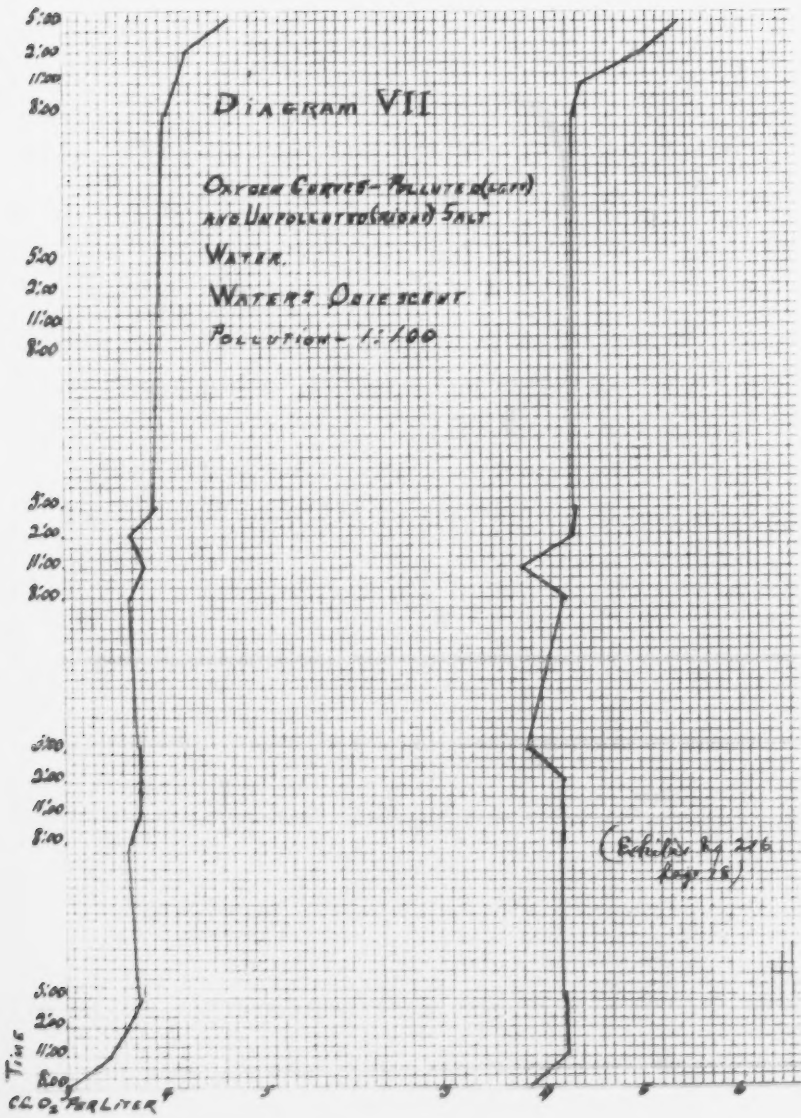 5:00
2:00
11:00
8:00
DIAGRAM VII
OXYGEN CURVES - POLLUTED (LEFT)
AND UNPOLLUTED (RIGHT) SALT
WATER.
WATERS QUIESCENT.
POLLUTION - 1:100
5:00
2:00
11:00
8:00
5:00
2:00
11:00
8:00
5:00
2:00
11:00
8:00
5:00
2:00
11:00
8:00
TIME
4 5 5 6
C.C. O2 PER LITER